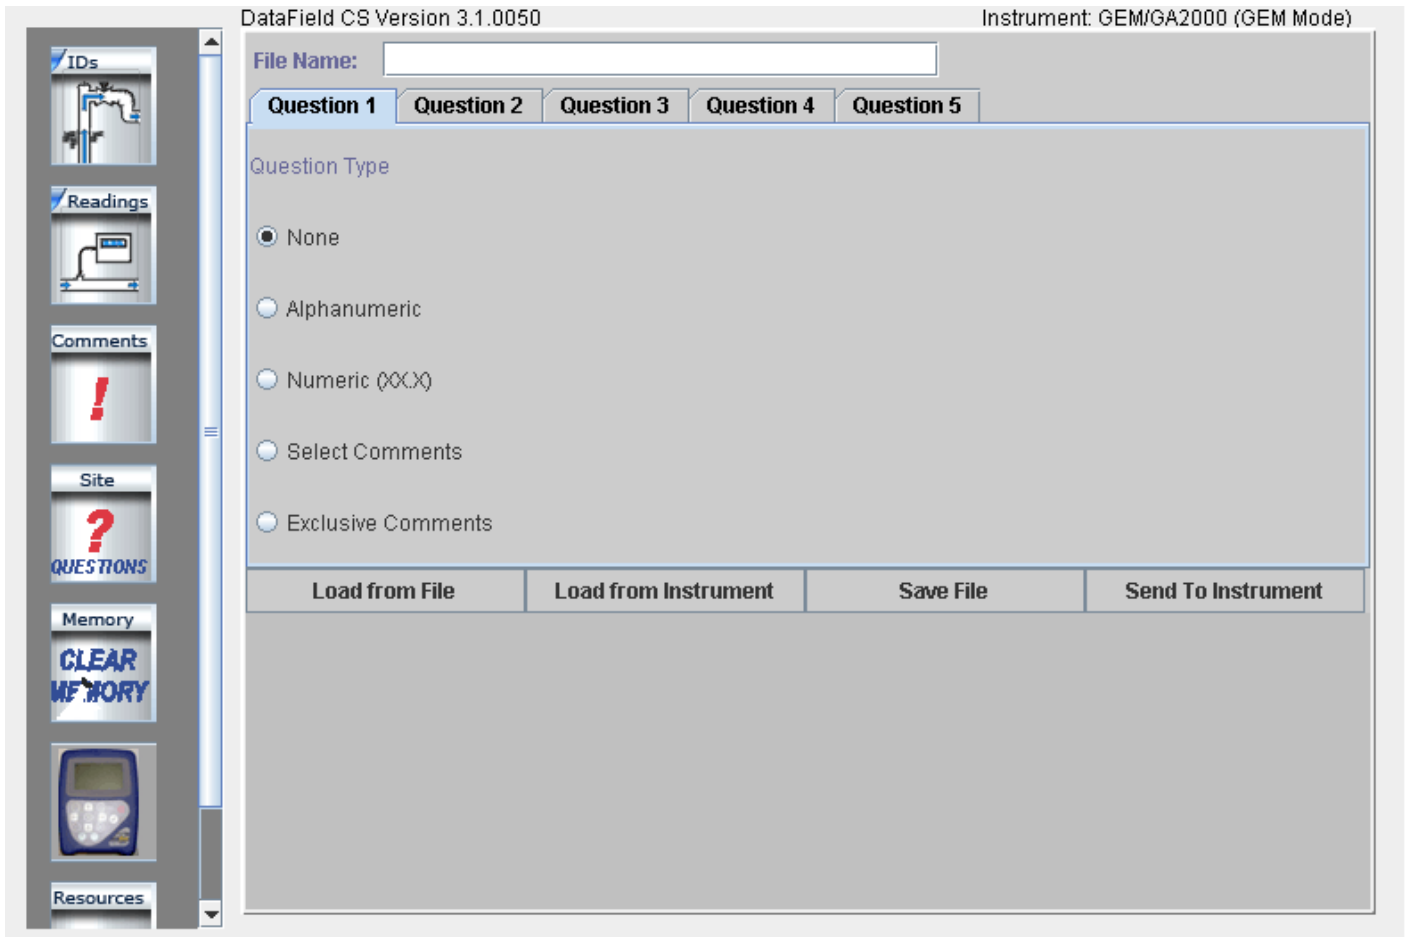 DataField CS Version 3.1.0050
Instrument: GEM/GA2000 (GEM Mode)
IDs
Readings
Comments
!
Site
?
QUESTIONS
Memory
CLEAR
MEMORY
Resources
File Name:
Question 1
Question 2
Question 3
Question 4
Question 5
Question Type
None
Alphanumeric
Numeric (XX.X)
Select Comments
Exclusive Comments
Load from File
Load from Instrument
Save File
Send To Instrument